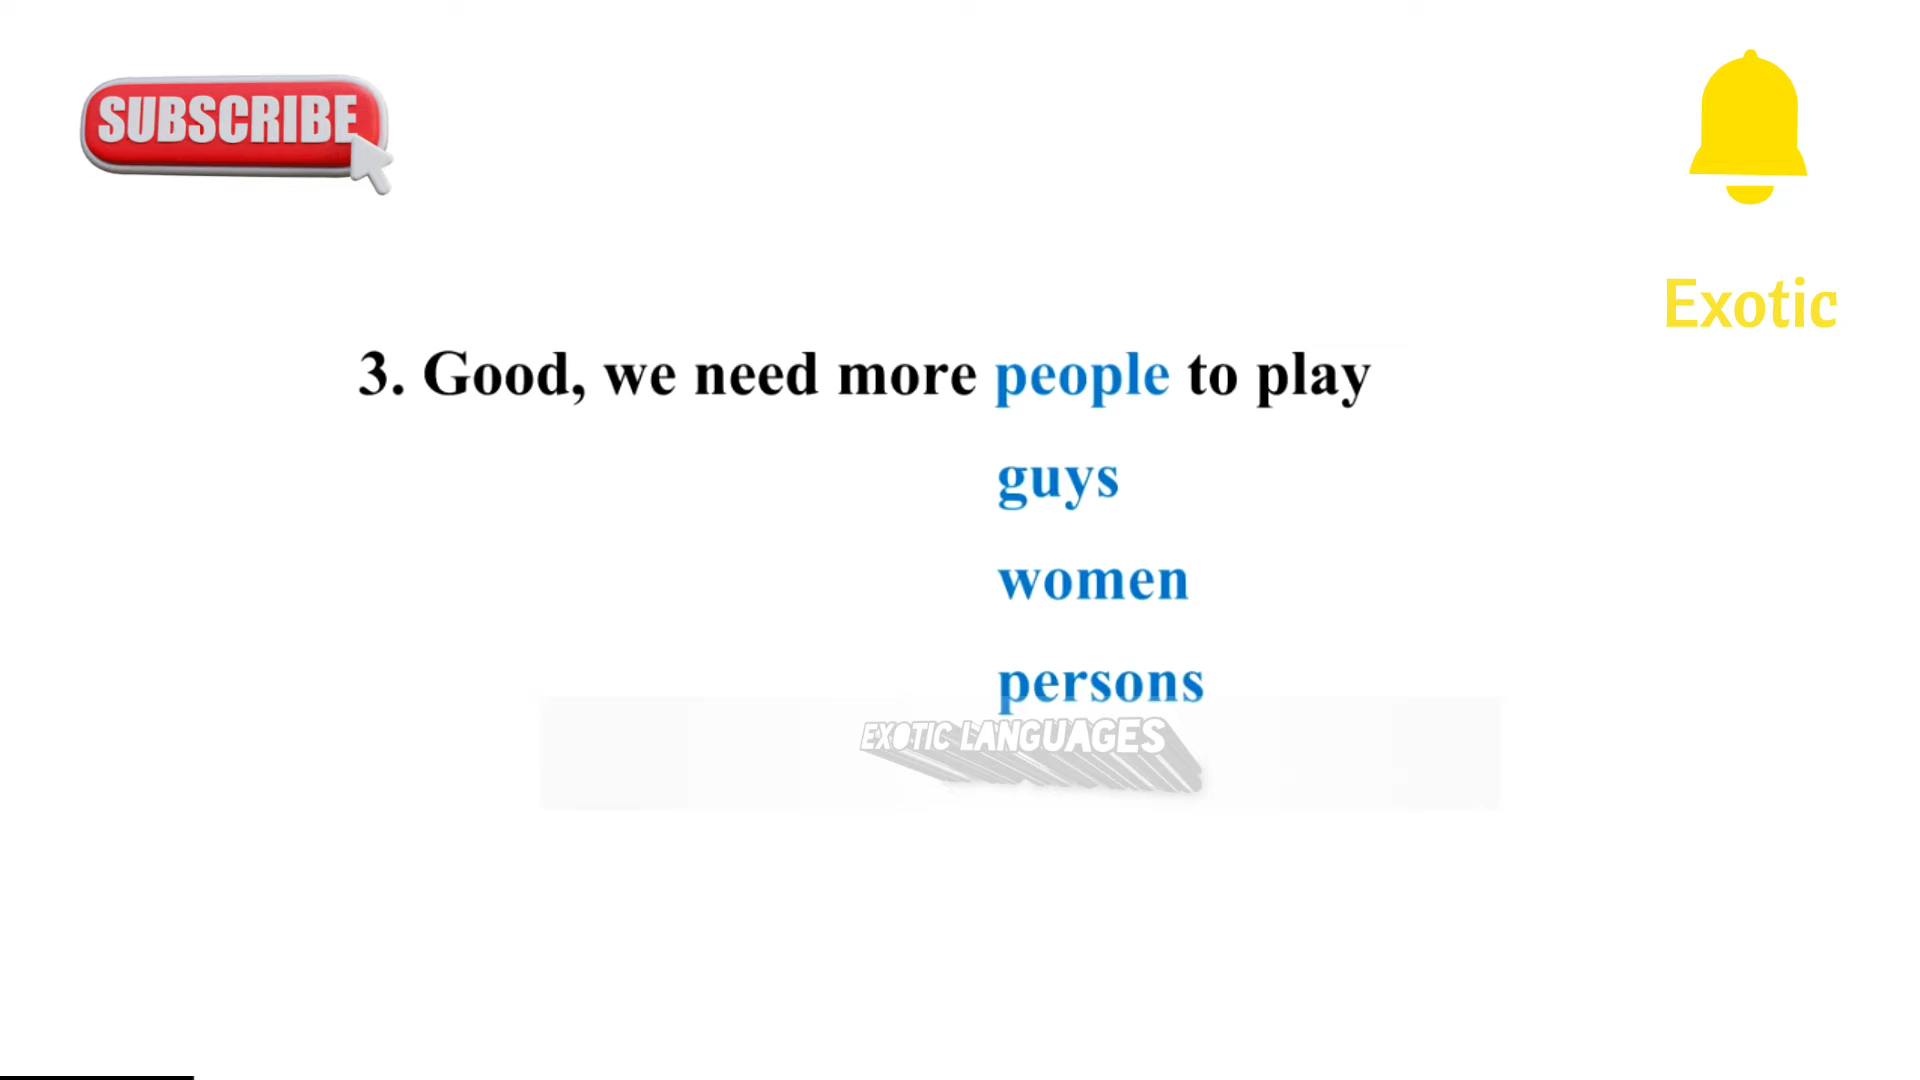 SUBSCRIBE
Exotic
3. Good, we need more people to play
guys
women
persons
EXOTIC LANGUAGES